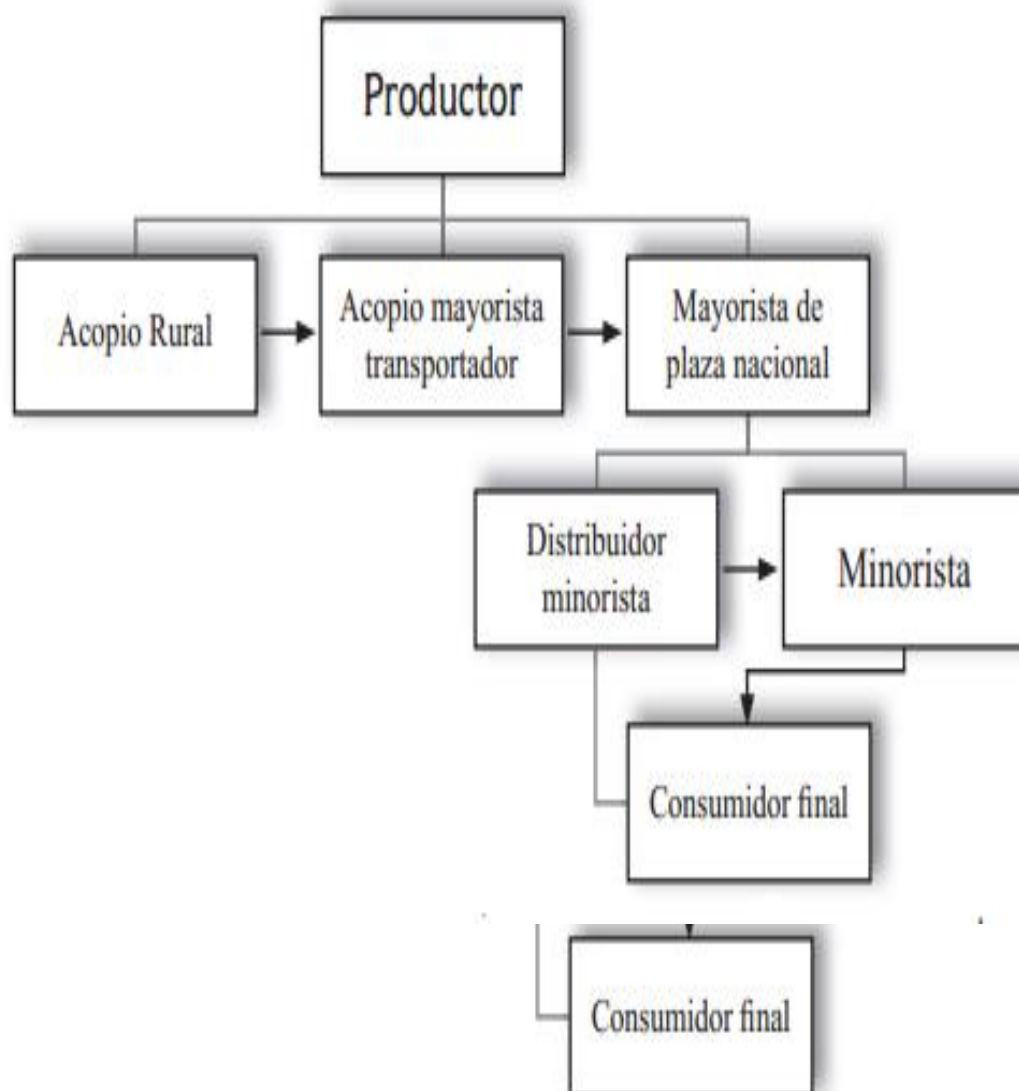 Productor
Acopio Rural
Acopio mayorista
transportador
Mayorista de
plaza nacional
Distribuidor
minorista
Minorista
Consumidor final
Consumidor final